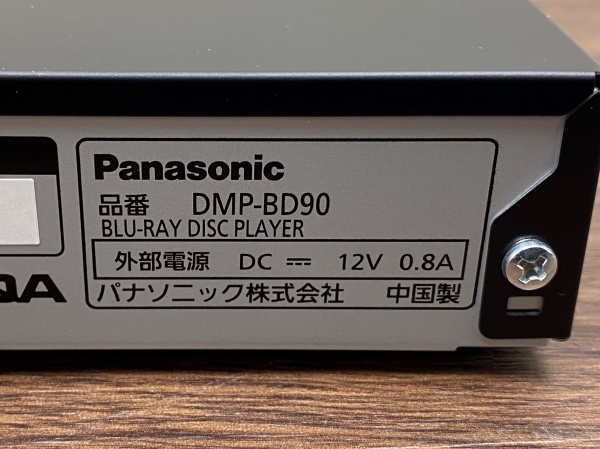 Panasonic
品番 DMP-BD90
BLU-RAY DISC PLAYER
外部電源 DC ⎓ 12V 0.8A
パナソニック株式会社 中国製
QA